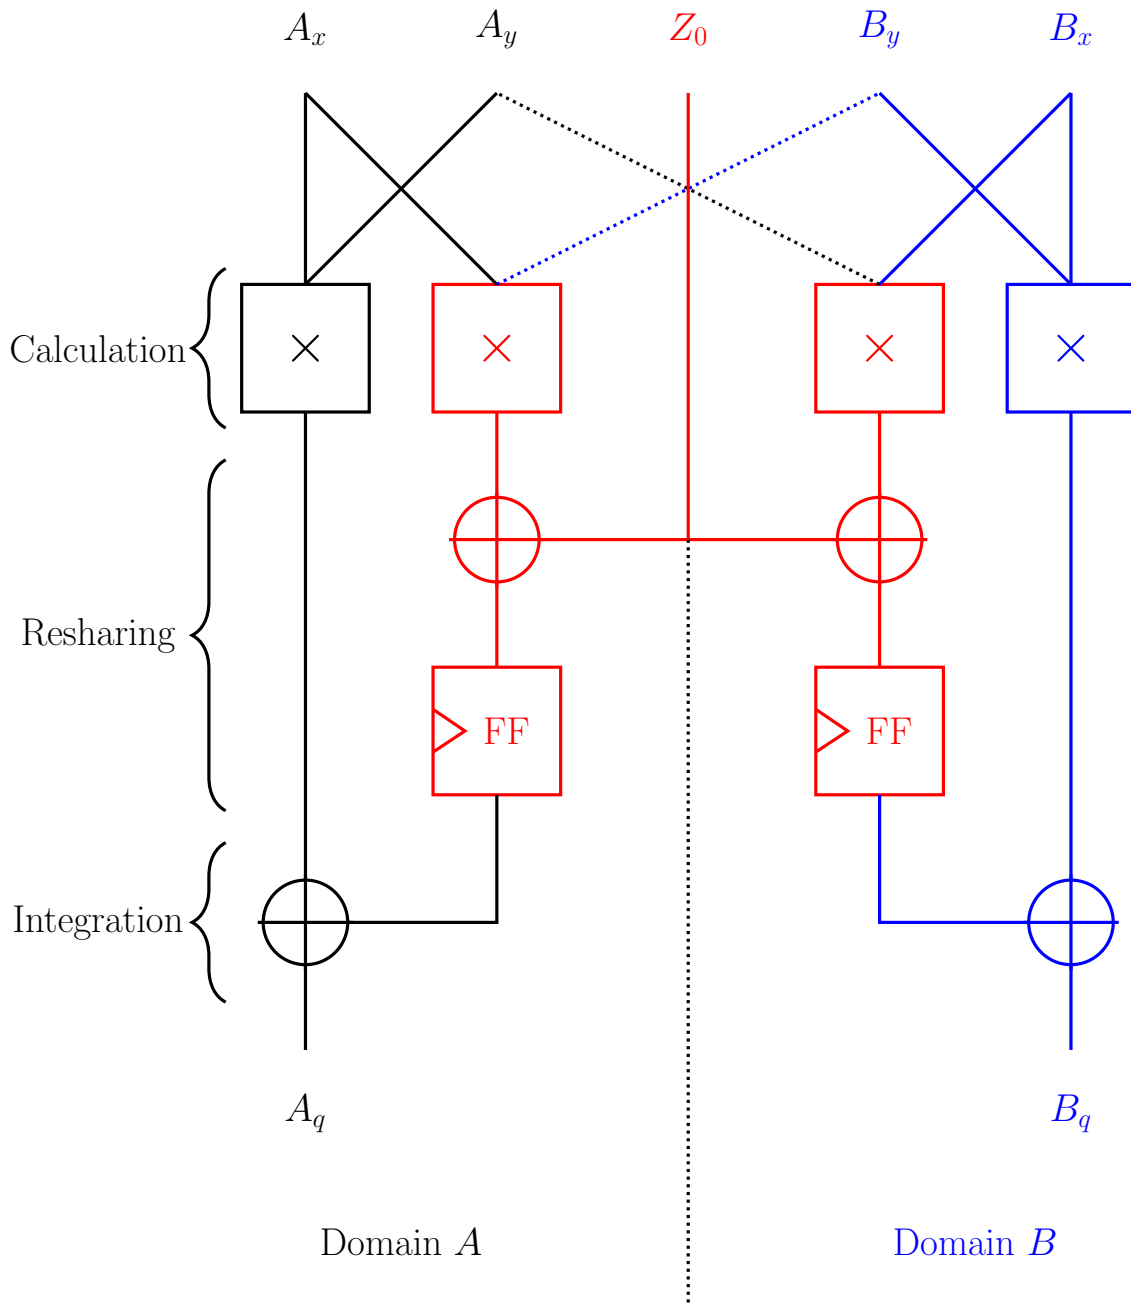 A_x A_y Z_0 B_y B_x
Calculation × × × ×
Resharing
FF FF
Integration
A_q B_q
Domain A Domain B